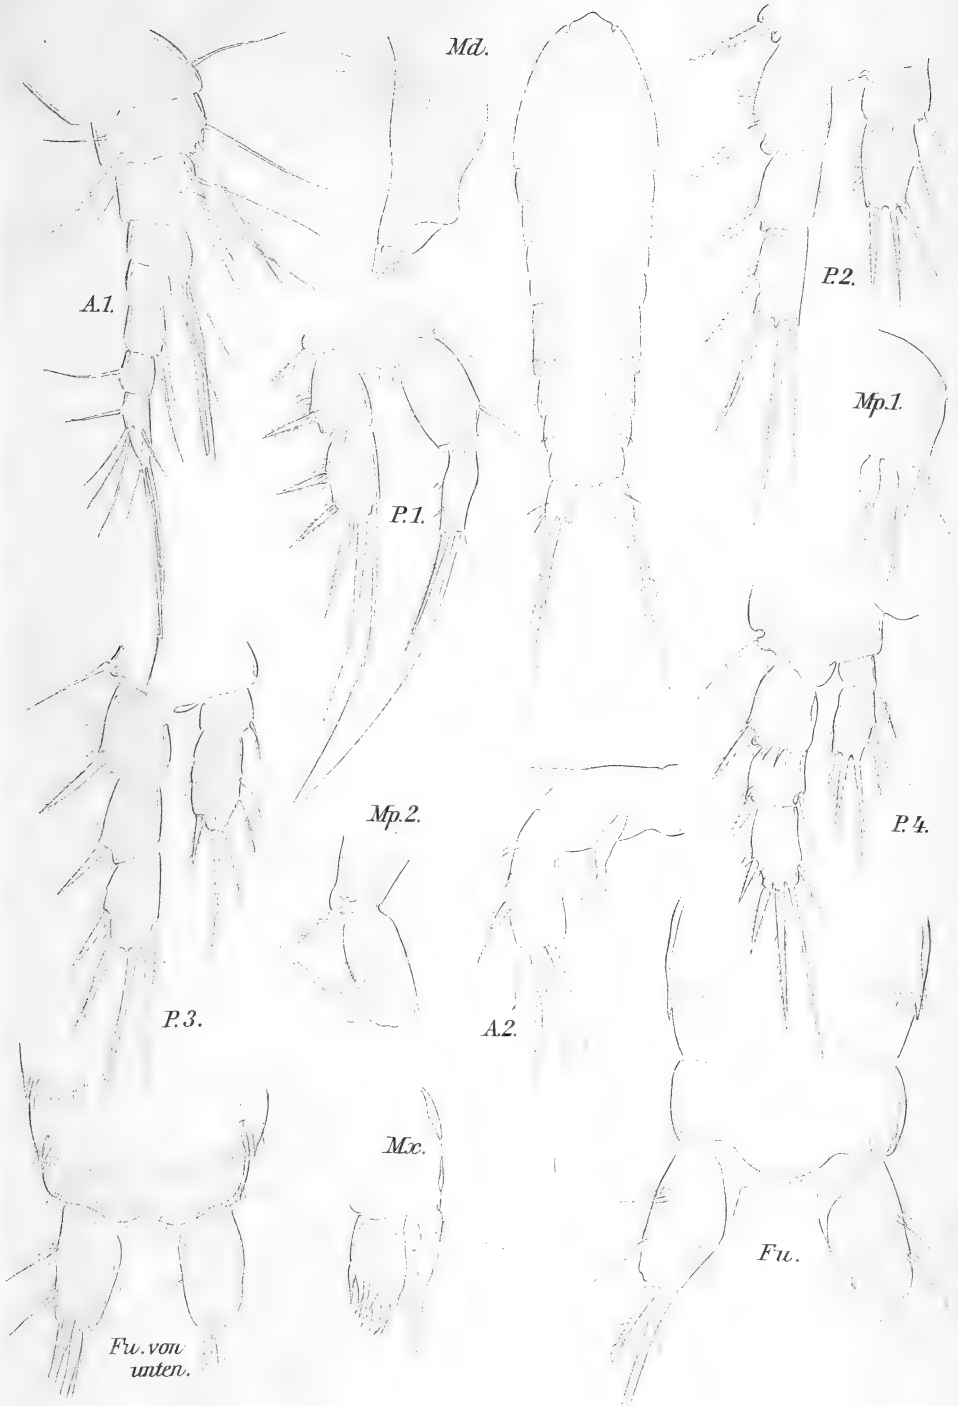 Md.
A.1.
P.2.
Mp.1.
P.1.
Mp.2.
P.4.
P.3.
A.2.
Mx.
Fu.
Fu. von
unten.